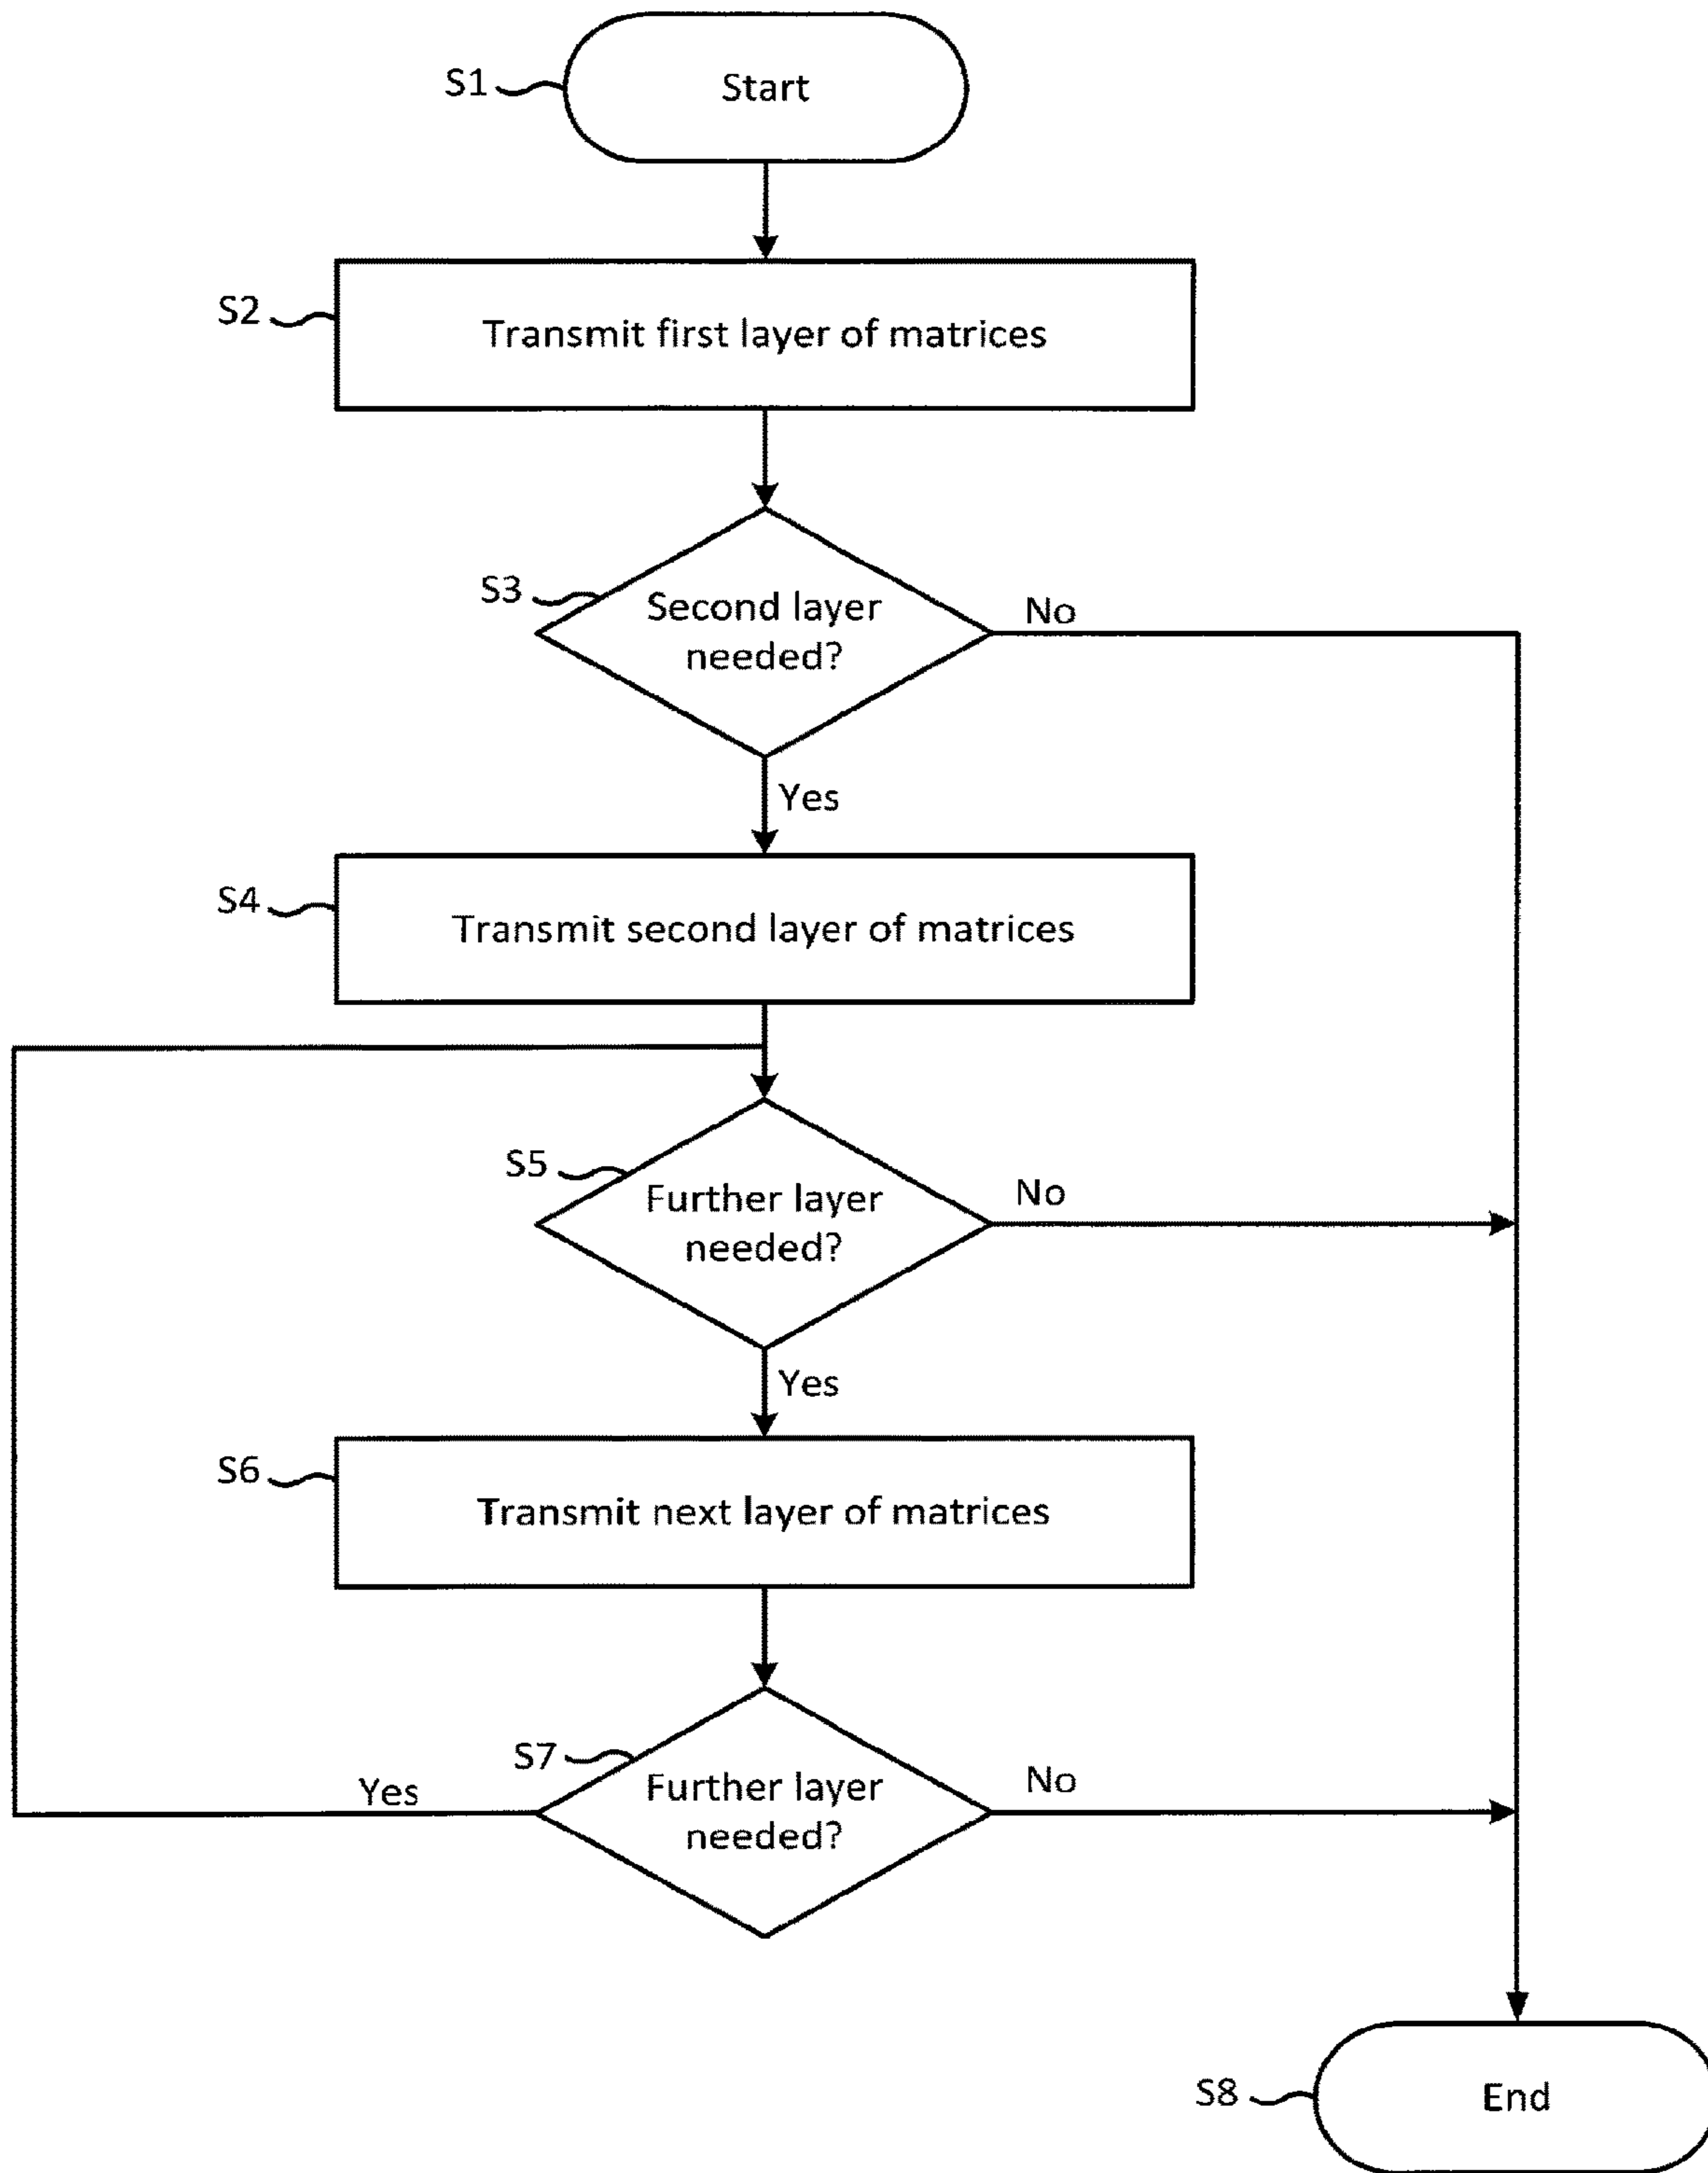 S1
Start
S2
Transmit first layer of matrices
S3
Second layer
needed?
No
Yes
S4
Transmit second layer of matrices
S5
Further layer
needed?
No
Yes
S6
Transmit next layer of matrices
S7
Further layer
needed?
Yes
No
S8
End